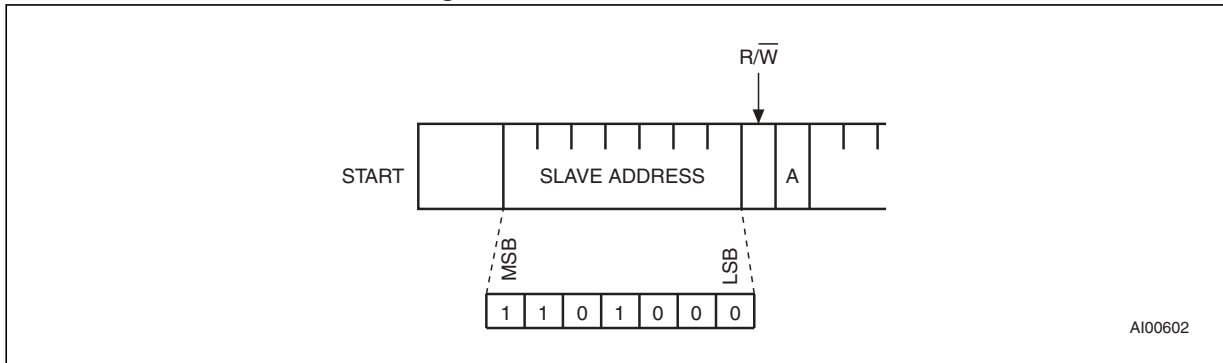 R/W̅
START
SLAVE ADDRESS
A
MSB
LSB
1 1 0 1 0 0 0
AI00602